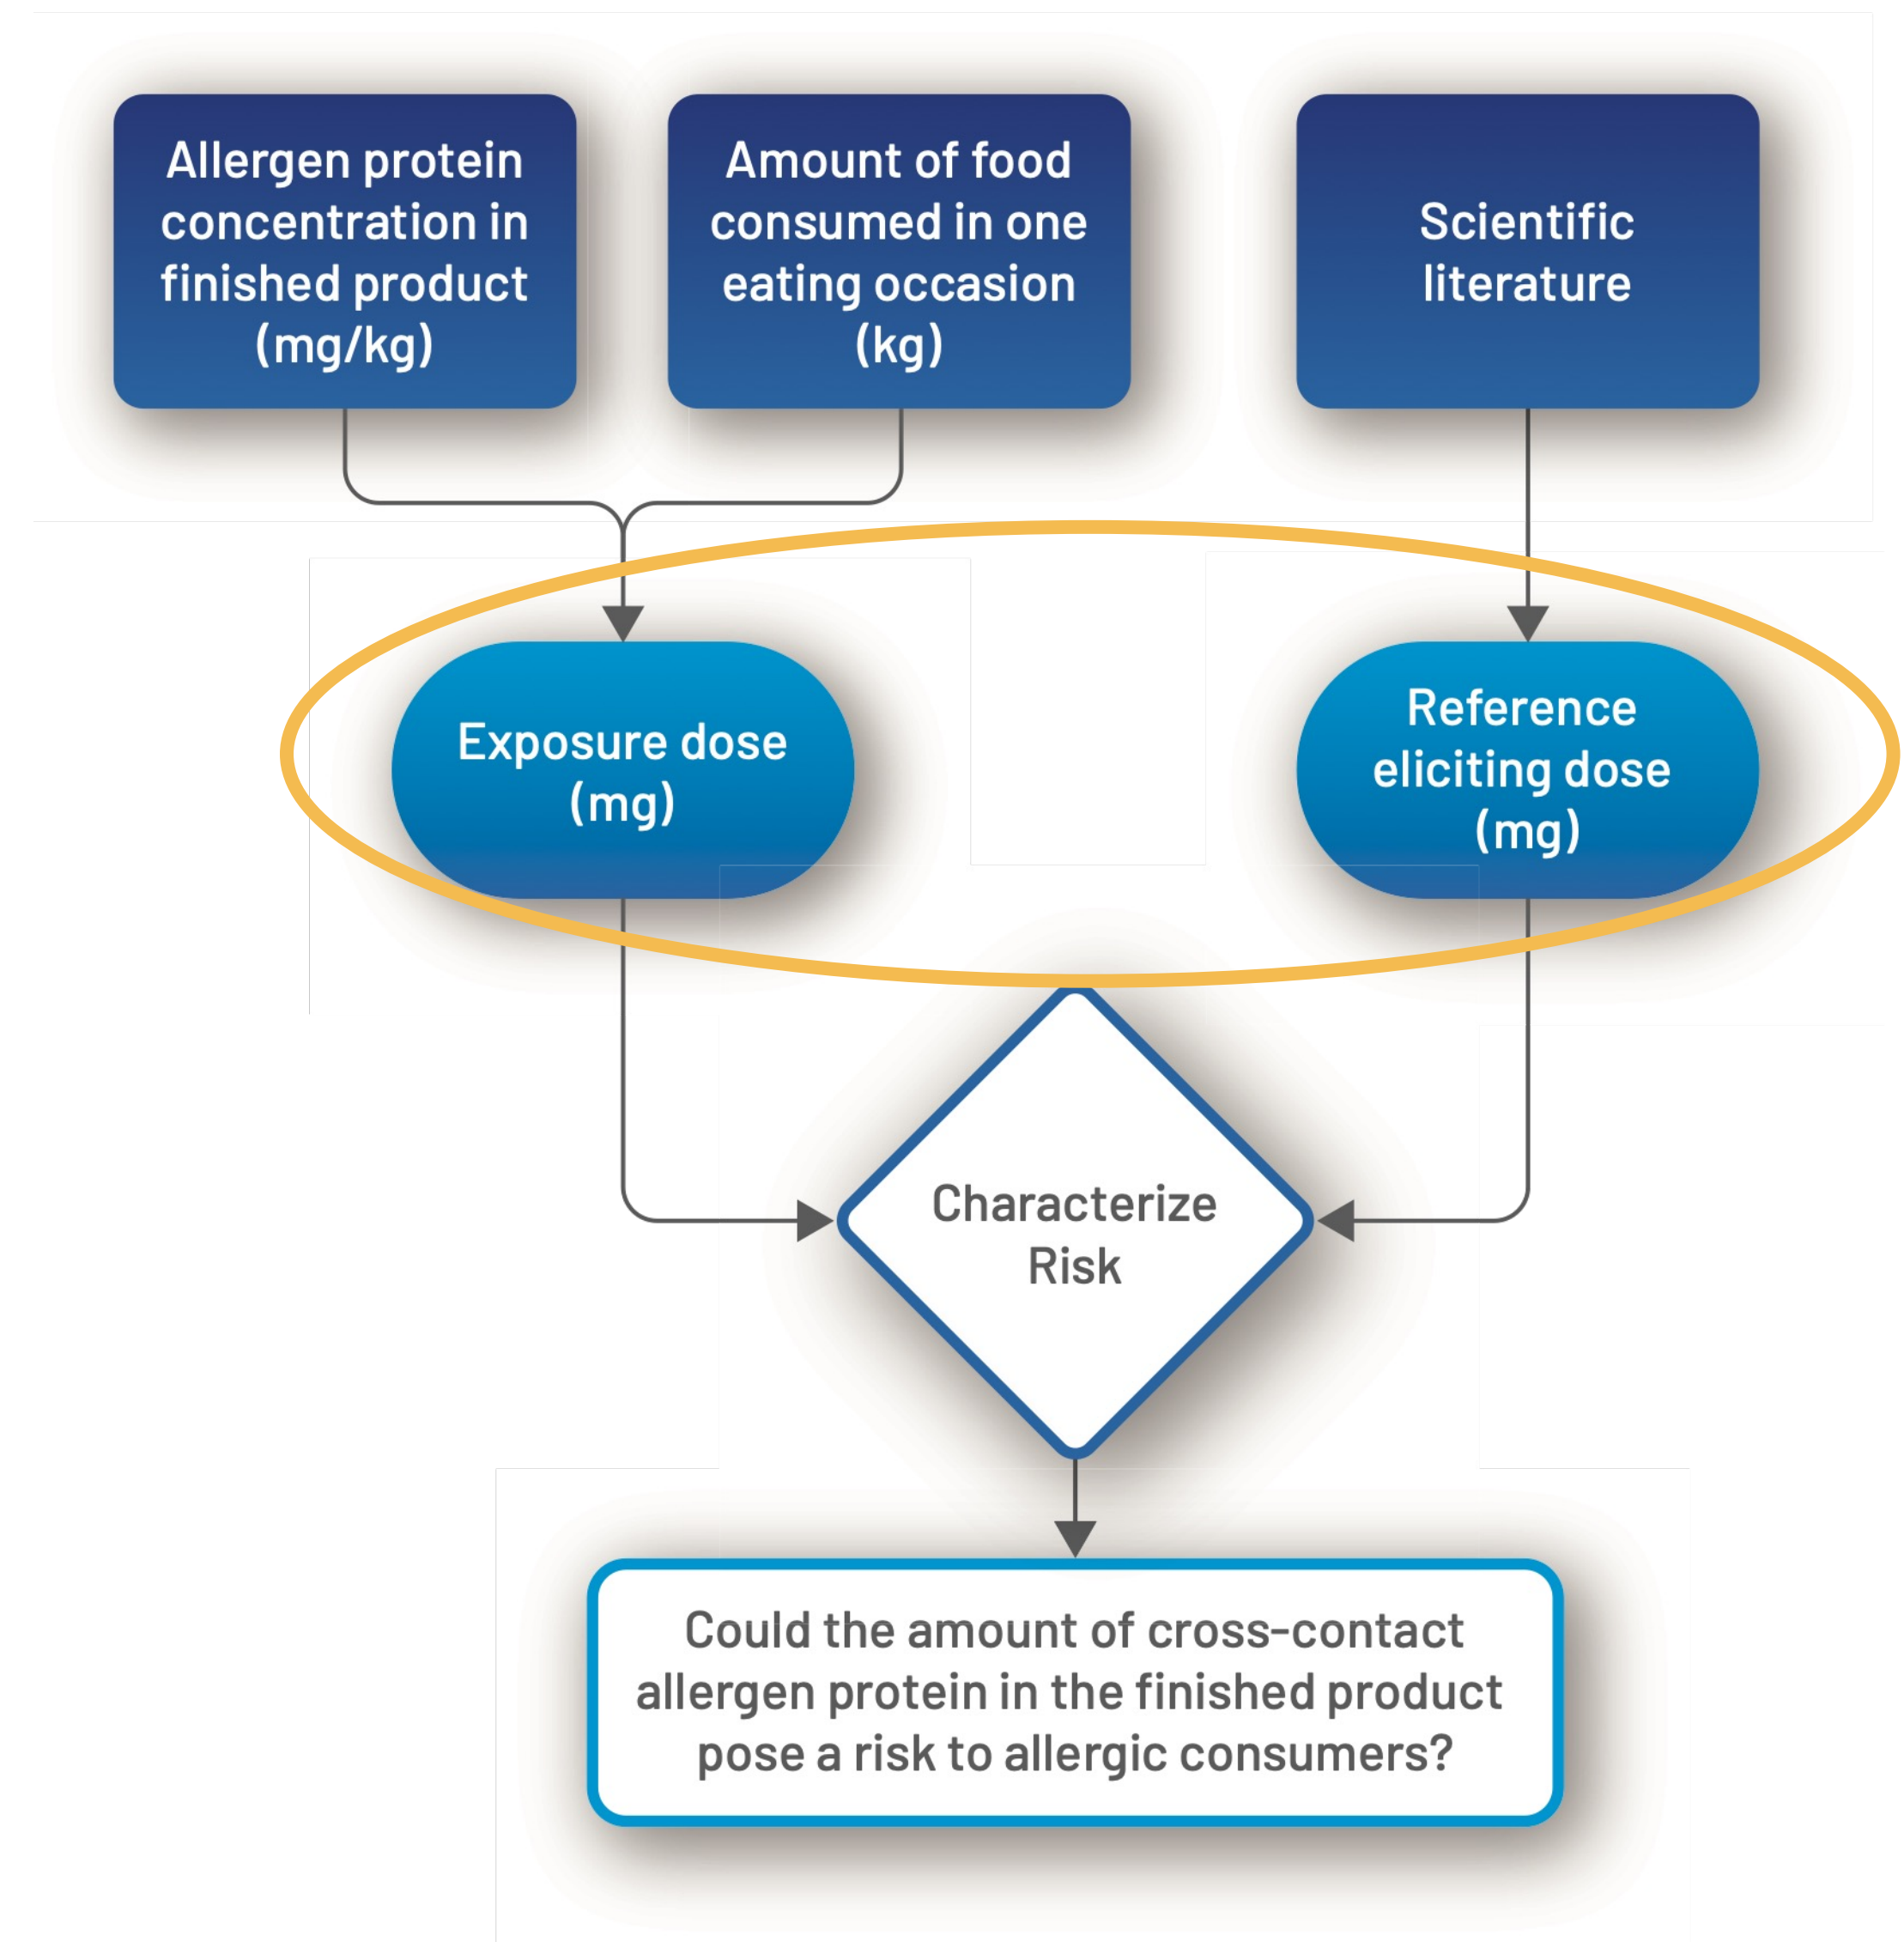 Allergen protein
concentration in
finished product
(mg/kg)
Amount of food
consumed in one
eating occasion
(kg)
Scientific
literature
Exposure dose
(mg)
Reference
eliciting dose
(mg)
Characterize
Risk
Could the amount of cross-contact
allergen protein in the finished product
pose a risk to allergic consumers?